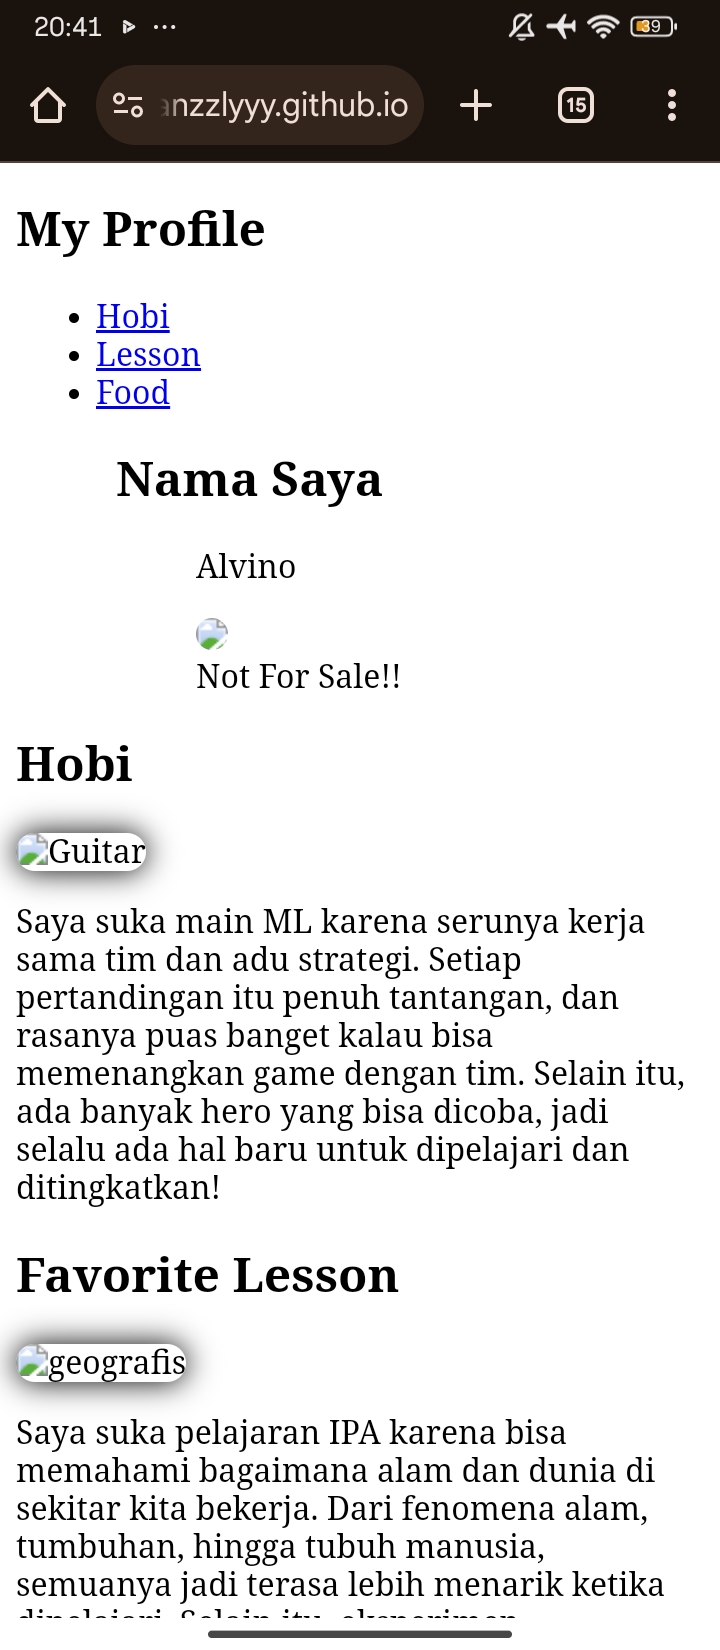 20:41
39
anzzlyyy.github.io
15
My Profile
Hobi
Lesson
Food
Nama Saya
Alvino
Not For Sale!!
Hobi
Guitar
Saya suka main ML karena serunya kerja
sama tim dan adu strategi. Setiap
pertandingan itu penuh tantangan, dan
rasanya puas banget kalau bisa
memenangkan game dengan tim. Selain itu,
ada banyak hero yang bisa dicoba, jadi
selalu ada hal baru untuk dipelajari dan
ditingkatkan!
Favorite Lesson
geografis
Saya suka pelajaran IPA karena bisa
memahami bagaimana alam dan dunia di
sekitar kita bekerja. Dari fenomena alam,
tumbuhan, hingga tubuh manusia,
semuanya jadi terasa lebih menarik ketika
dipelajari. Selain itu, eksperimen